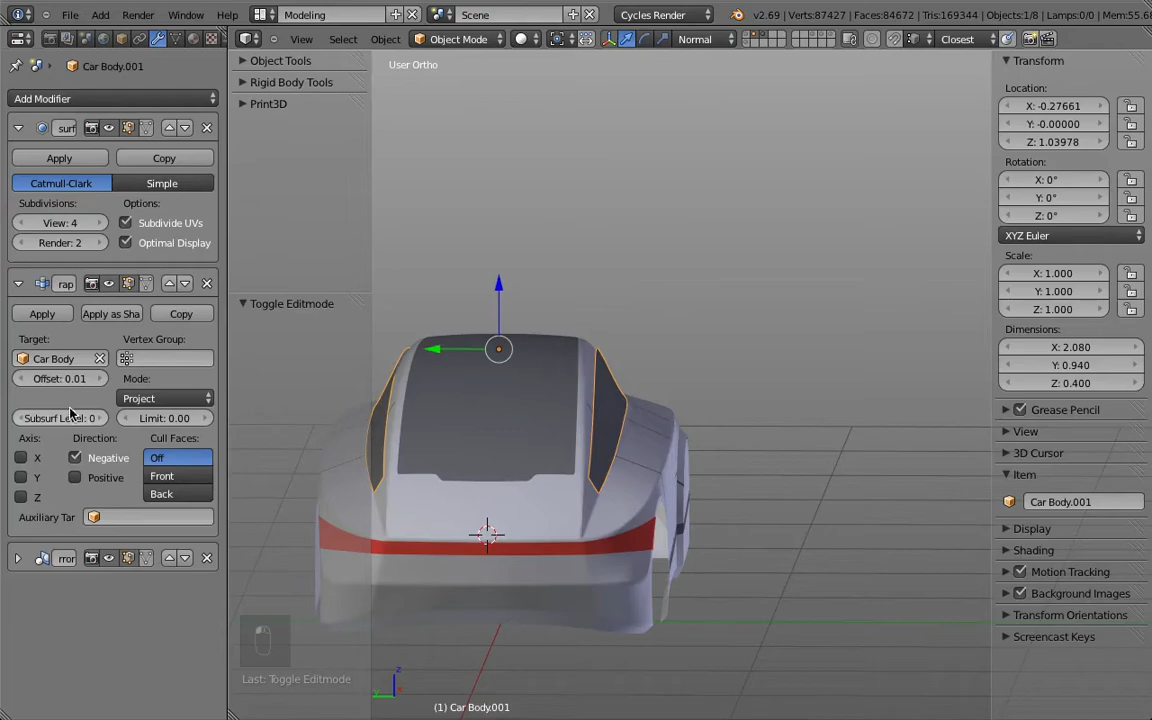 File Add Render Window Help Modeling Scene Cycles Render v2.69 | Verts:87427 | Faces:84672 | Tris:169344 | Objects:1/8 | Lamps:0/0 | Mem:55.6
View Select Object Object Mode Normal Closest
Car Body.001
Add Modifier
surf
Apply Copy
Catmull-Clark Simple
Subdivisions: Options:
View: 4 Subdivide UVs
Render: 2 Optimal Display
rap
Apply Apply as Sha Copy
Target: Vertex Group:
Car Body
Offset: 0.01 Mode:
Project
Subsurf Level: 0 Limit: 0.00
Axis: Direction: Cull Faces:
X Negative Off
Y Positive Front
Z Back
Auxiliary Tar
rror
Object Tools
Rigid Body Tools
Print3D
Toggle Editmode
Last: Toggle Editmode
User Ortho
z
y x
(1) Car Body.001
Transform
Location:
X: -0.27661
Y: -0.00000
Z: 1.03978
Rotation:
X: 0°
Y: 0°
Z: 0°
XYZ Euler
Scale:
X: 1.000
Y: 1.000
Z: 1.000
Dimensions:
X: 2.080
Y: 0.940
Z: 0.400
Grease Pencil
View
3D Cursor
Item
Car Body.001
Display
Shading
Motion Tracking
Background Images
Transform Orientations
Screencast Keys